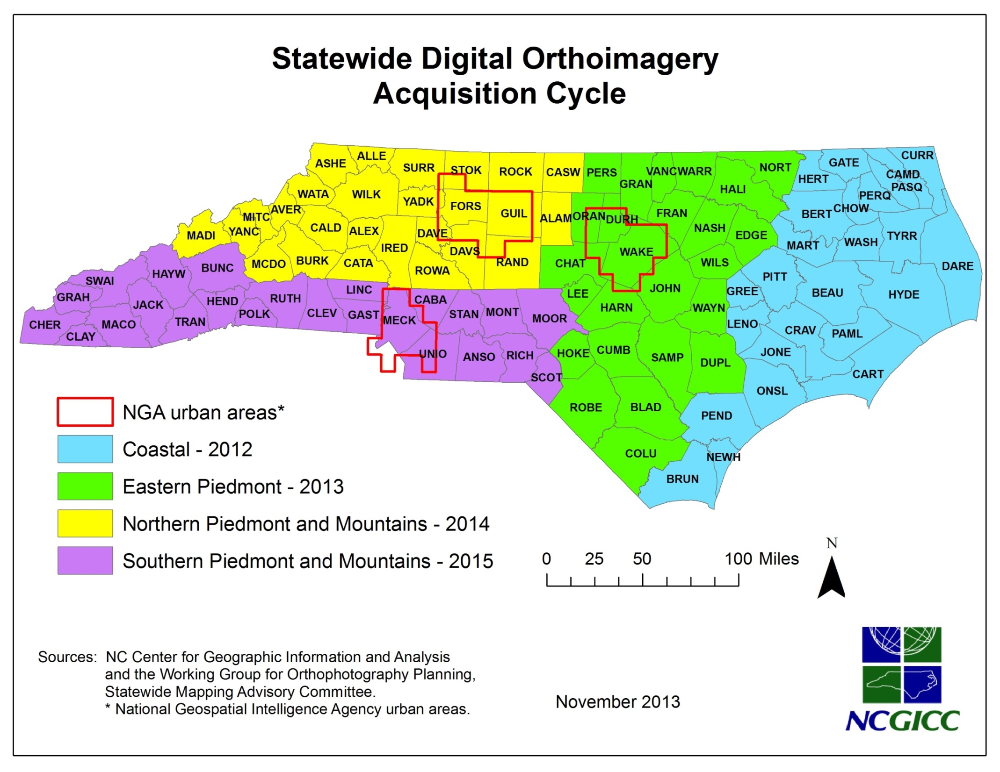 Statewide Digital Orthoimagery
Acquisition Cycle
ASHE
ALLE
SURR
STOK
ROCK
CASW
PERS
GRAN
VANC
WARR
NORT
HALI
HERT
GATE
CURR
CAMD
PASQ
PERQ
CHOW
BERT
WATA
WILK
YADK
FORS
GUIL
ALAM
ORAN
DURH
FRAN
NASH
EDGE
MART
WASH
TYRR
DARE
MADI
YANC
MITC
AVER
CALD
ALEX
IRED
DAVE
DAVS
RAND
CHAT
WAKE
WILS
PITT
BEAU
HYDE
MCDO
BURK
CATA
ROWA
SWAI
HAYW
BUNC
GRAH
JACK
HEND
POLK
RUTH
CLEV
LINC
GAST
MECK
CABA
STAN
MONT
MOOR
LEE
HARN
JOHN
WAYN
GREE
LENO
CRAV
PAML
CHER
CLAY
MACO
TRAN
UNIO
ANSO
RICH
SCOT
HOKE
CUMB
SAMP
DUPL
JONE
CART
ONSL
ROBE
BLAD
PEND
COLU
NEWH
BRUN
NGA urban areas*
Coastal - 2012
Eastern Piedmont - 2013
Northern Piedmont and Mountains - 2014
Southern Piedmont and Mountains - 2015
0 25 50 100 Miles
N
Sources: NC Center for Geographic Information and Analysis
and the Working Group for Orthophotography Planning,
Statewide Mapping Advisory Committee.
* National Geospatial Intelligence Agency urban areas.
November 2013
NCGICC